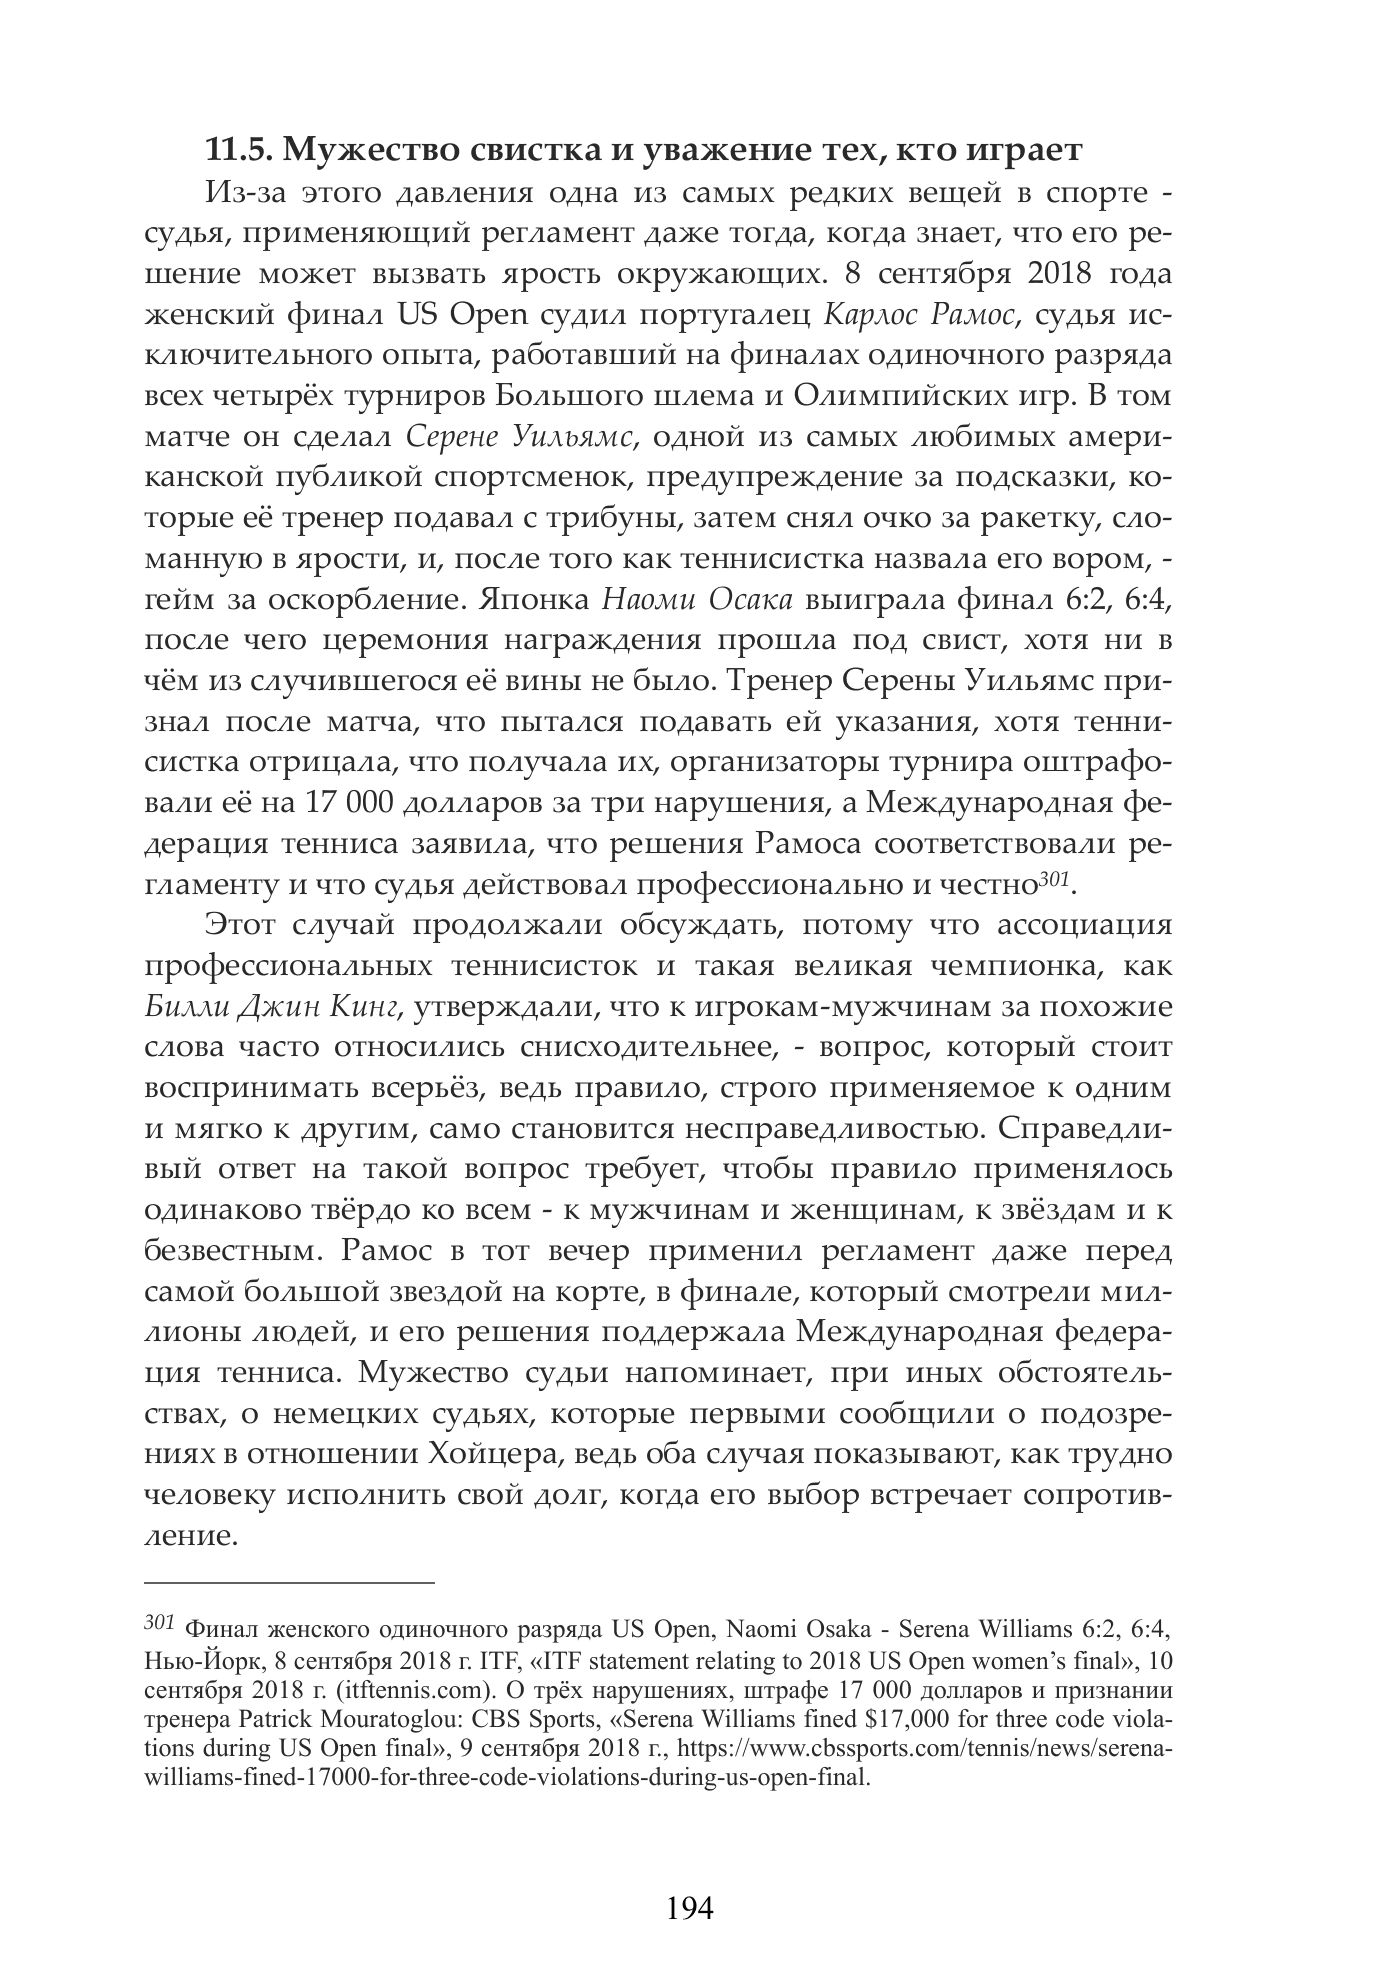 11.5. Мужество свистка и уважение тех, кто играет
Из-за этого давления одна из самых редких вещей в спорте -
судья, применяющий регламент даже тогда, когда знает, что его ре-
шение может вызвать ярость окружающих. 8 сентября 2018 года
женский финал US Open судил португалец Карлос Рамос, судья ис-
ключительного опыта, работавший на финалах одиночного разряда
всех четырёх турниров Большого шлема и Олимпийских игр. В том
матче он сделал Серене Уильямс, одной из самых любимых амери-
канской публикой спортсменок, предупреждение за подсказки, ко-
торые её тренер подавал с трибуны, затем снял очко за ракетку, сло-
манную в ярости, и, после того как теннисистка назвала его вором, -
гейм за оскорбление. Японка Наоми Осака выиграла финал 6:2, 6:4,
после чего церемония награждения прошла под свист, хотя ни в
чём из случившегося её вины не было. Тренер Серены Уильямс при-
знал после матча, что пытался подавать ей указания, хотя тенни-
систка отрицала, что получала их, организаторы турнира оштрафо-
вали её на 17 000 долларов за три нарушения, а Международная фе-
дерация тенниса заявила, что решения Рамоса соответствовали ре-
гламенту и что судья действовал профессионально и честно301.
Этот случай продолжали обсуждать, потому что ассоциация
профессиональных теннисисток и такая великая чемпионка, как
Билли Джин Кинг, утверждали, что к игрокам-мужчинам за похожие
слова часто относились снисходительнее, - вопрос, который стоит
воспринимать всерьёз, ведь правило, строго применяемое к одним
и мягко к другим, само становится несправедливостью. Справедли-
вый ответ на такой вопрос требует, чтобы правило применялось
одинаково твёрдо ко всем - к мужчинам и женщинам, к звёздам и к
безвестным. Рамос в тот вечер применил регламент даже перед
самой большой звездой на корте, в финале, который смотрели мил-
лионы людей, и его решения поддержала Международная федера-
ция тенниса. Мужество судьи напоминает, при иных обстоятель-
ствах, о немецких судьях, которые первыми сообщили о подозре-
ниях в отношении Хойцера, ведь оба случая показывают, как трудно
человеку исполнить свой долг, когда его выбор встречает сопротив-
ление.
301 Финал женского одиночного разряда US Open, Naomi Osaka - Serena Williams 6:2, 6:4,
Нью-Йорк, 8 сентября 2018 г. ITF, «ITF statement relating to 2018 US Open women’s final», 10
сентября 2018 г. (itftennis.com). О трёх нарушениях, штрафе 17 000 долларов и признании
тренера Patrick Mouratoglou: CBS Sports, «Serena Williams fined $17,000 for three code viola-
tions during US Open final», 9 сентября 2018 г., https://www.cbssports.com/tennis/news/serena-
williams-fined-17000-for-three-code-violations-during-us-open-final.
194